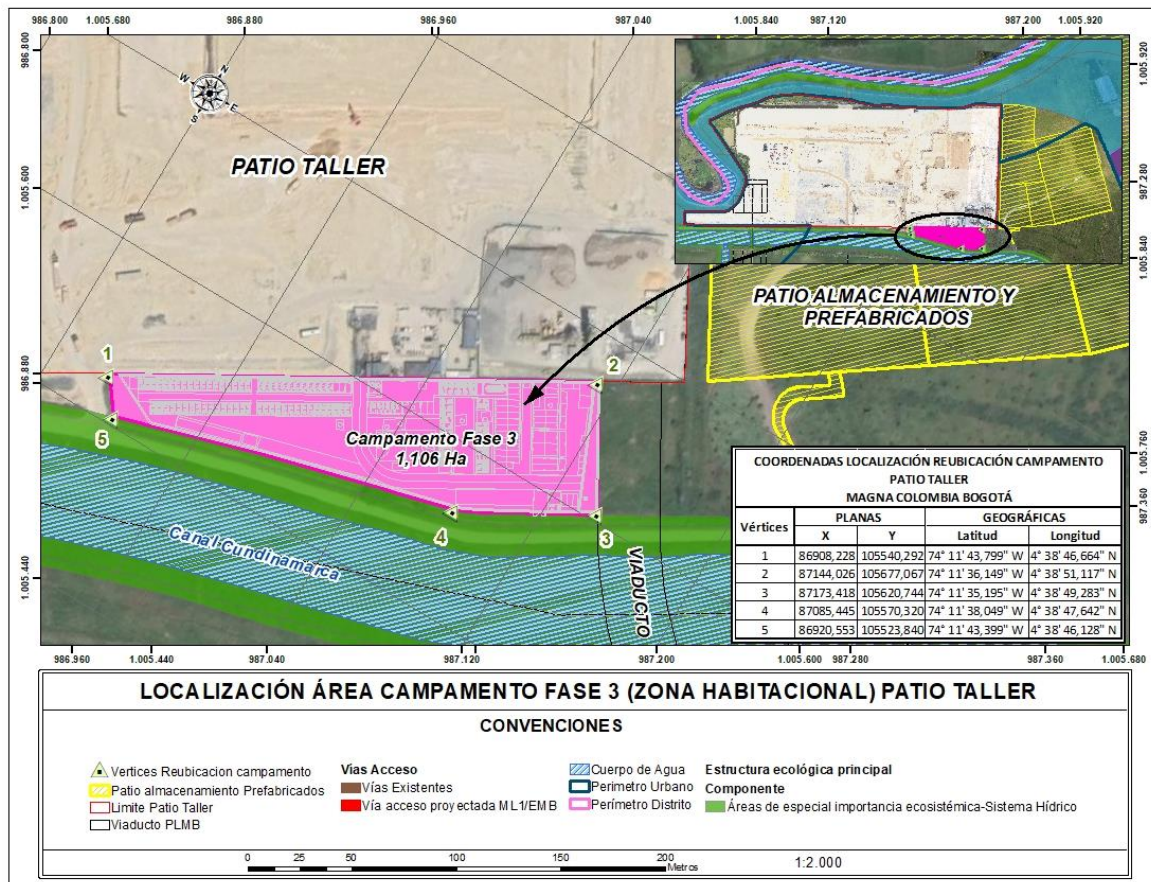 986.800
1.005.680
986.880
986.960
987.040
1.005.840
987.120
987.200
1.005.920
986.800
1.005.600
986.880
1.005.440
1.005.920
987.280
1.005.840
1.005.760
987.360
N
W
E
S
PATIO TALLER
PATIO ALMACENAMIENTO Y
PREFABRICADOS
1
2
5
4
3
Campamento Fase 3
1,106 Ha
Canal Cundinamarca
VIADUCTO
COORDENADAS LOCALIZACIÓN REUBICACIÓN CAMPAMENTO
PATIO TALLER
MAGNA COLOMBIA BOGOTÁ
Vértices PLANAS GEOGRÁFICAS
X Y Latitud Longitud
1 86908,228 105540,292 74° 11' 43,799" W 4° 38' 46,664" N
2 87144,026 105677,067 74° 11' 36,149" W 4° 38' 51,117" N
3 87173,418 105620,744 74° 11' 35,195" W 4° 38' 49,283" N
4 87085,445 105570,320 74° 11' 38,049" W 4° 38' 47,642" N
5 86920,553 105523,840 74° 11' 43,399" W 4° 38' 46,128" N
986.960
1.005.440
987.040
987.120
987.200
1.005.600
987.280
987.360
1.005.680
LOCALIZACIÓN ÁREA CAMPAMENTO FASE 3 (ZONA HABITACIONAL) PATIO TALLER
CONVENCIONES
Vertices Reubicacion campamento
Patio almacenamiento Prefabricados
Limite Patio Taller
Viaducto PLMB
Vías Acceso
Vías Existentes
Vía acceso proyectada ML1/EMB
Cuerpo de Agua
Perimetro Urbano
Perímetro Distrito
Estructura ecológica principal
Componente
Áreas de especial importancia ecosistémica-Sistema Hídrico
0 25 50 100 150 200
Metros
1:2.000